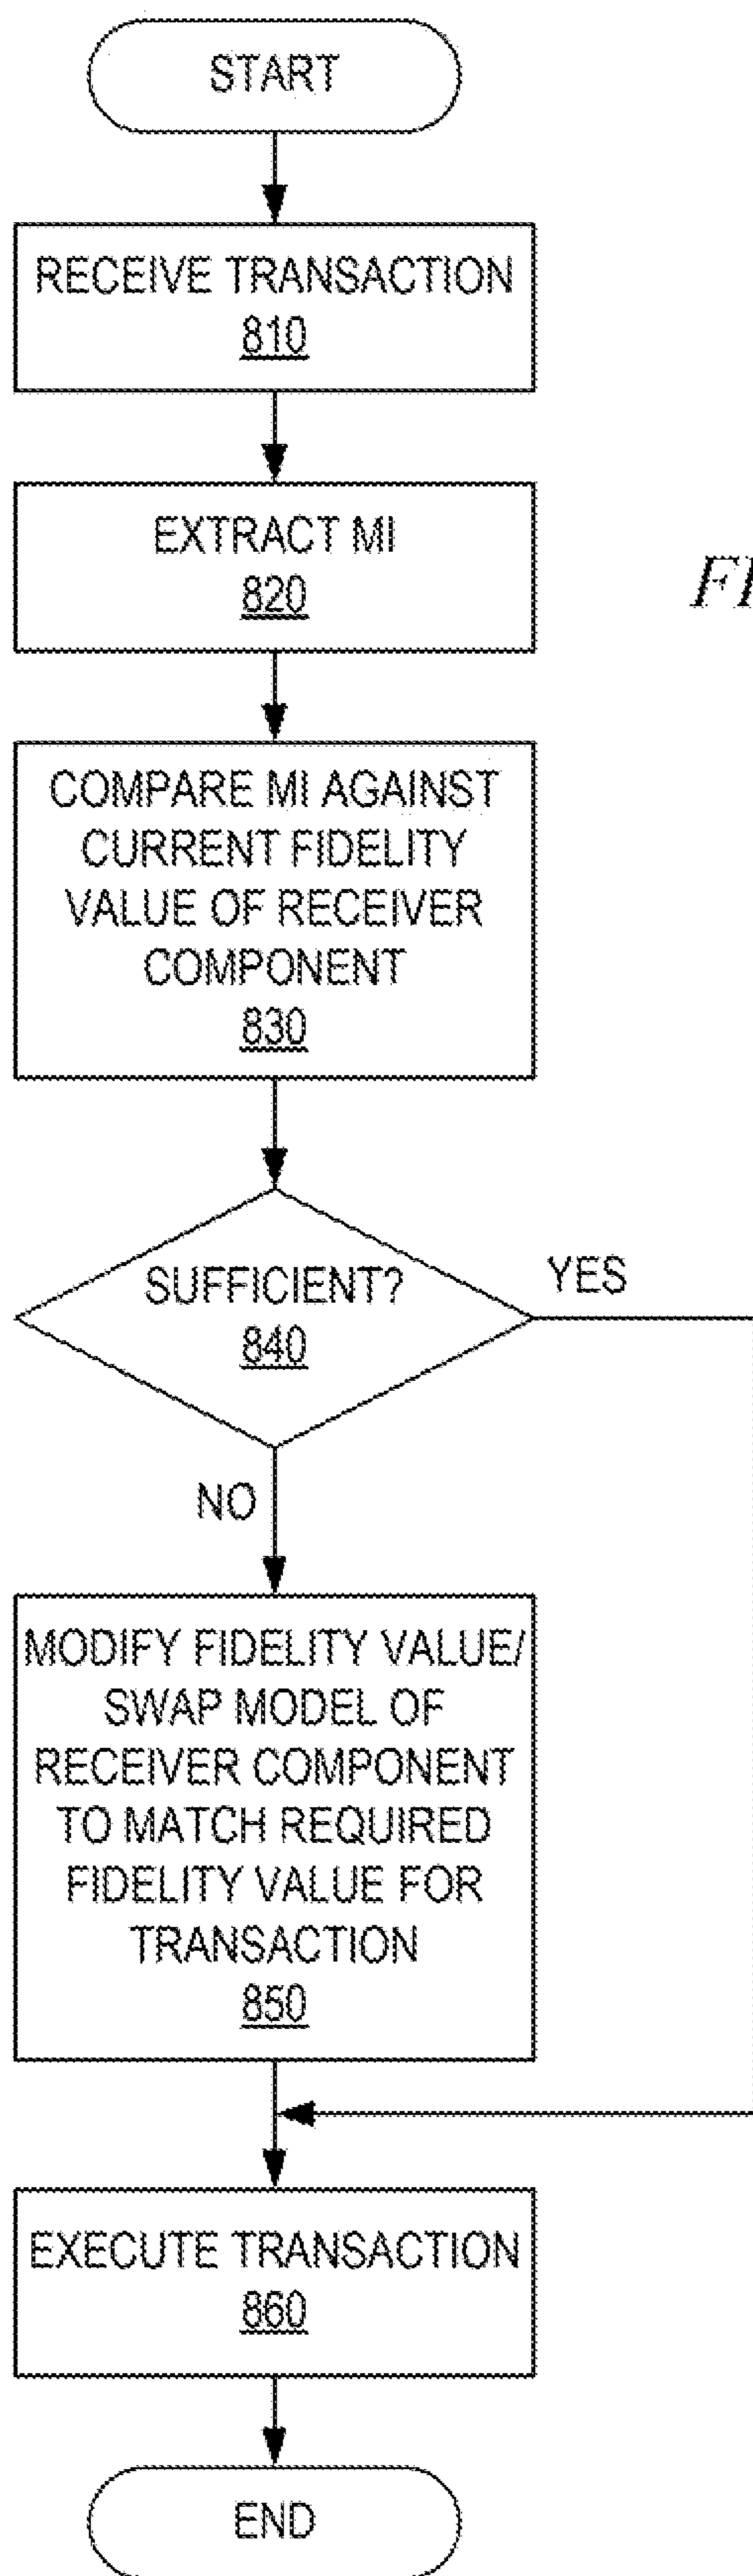 START
RECEIVE TRANSACTION
810
EXTRACT MI
820
COMPARE MI AGAINST
CURRENT FIDELITY
VALUE OF RECEIVER
COMPONENT
830
SUFFICIENT?
840
YES
NO
MODIFY FIDELITY VALUE/
SWAP MODEL OF
RECEIVER COMPONENT
TO MATCH REQUIRED
FIDELITY VALUE FOR
TRANSACTION
850
EXECUTE TRANSACTION
860
END